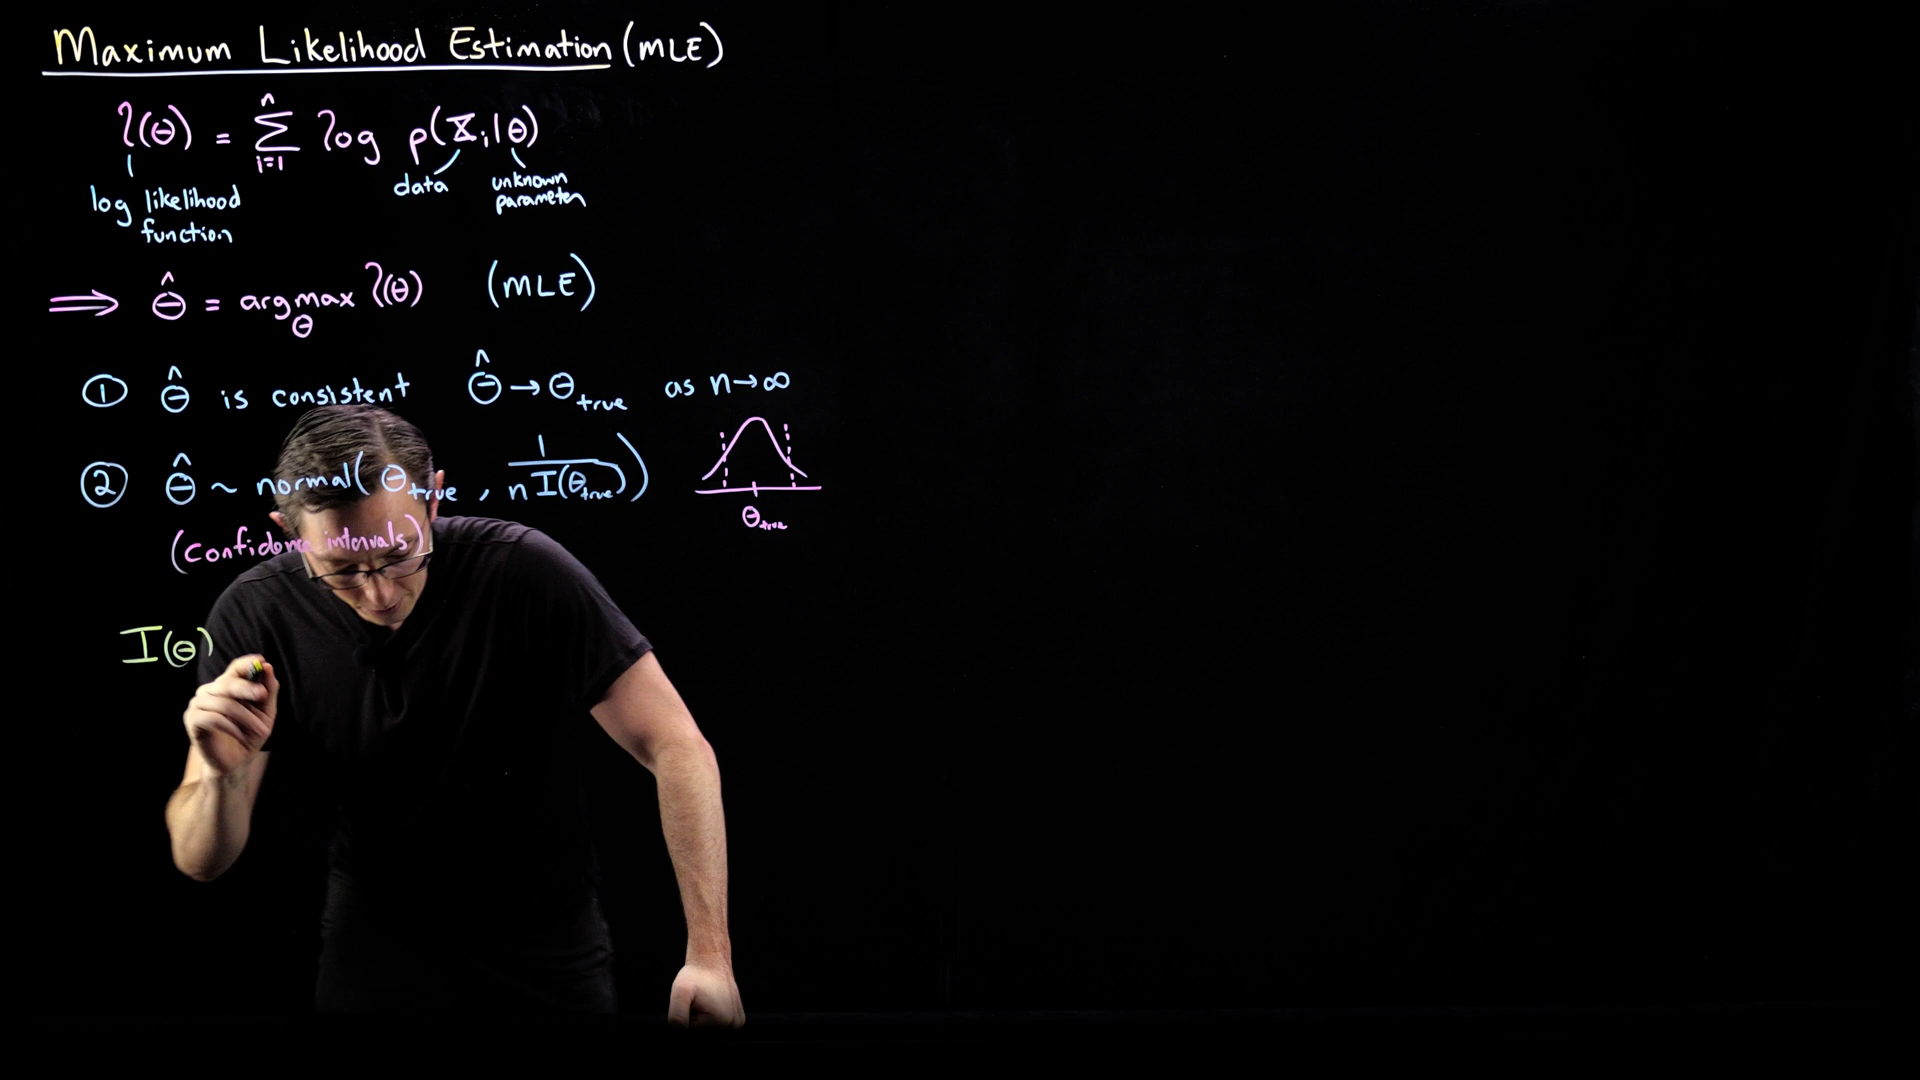 Maximum Likelihood Estimation (MLE)
l(θ) = Σ_{i=1}^{n} log p(X_i|θ)
log likelihood function
data
unknown parameter
⟹ θ̂ = argmax_θ l(θ) (MLE)
① θ̂ is consistent θ̂ → θ_true as n→∞
② θ̂ ~ normal(θ_true, 1/(n I(θ_true)))
θ_true
(confidence intervals)
I(θ)